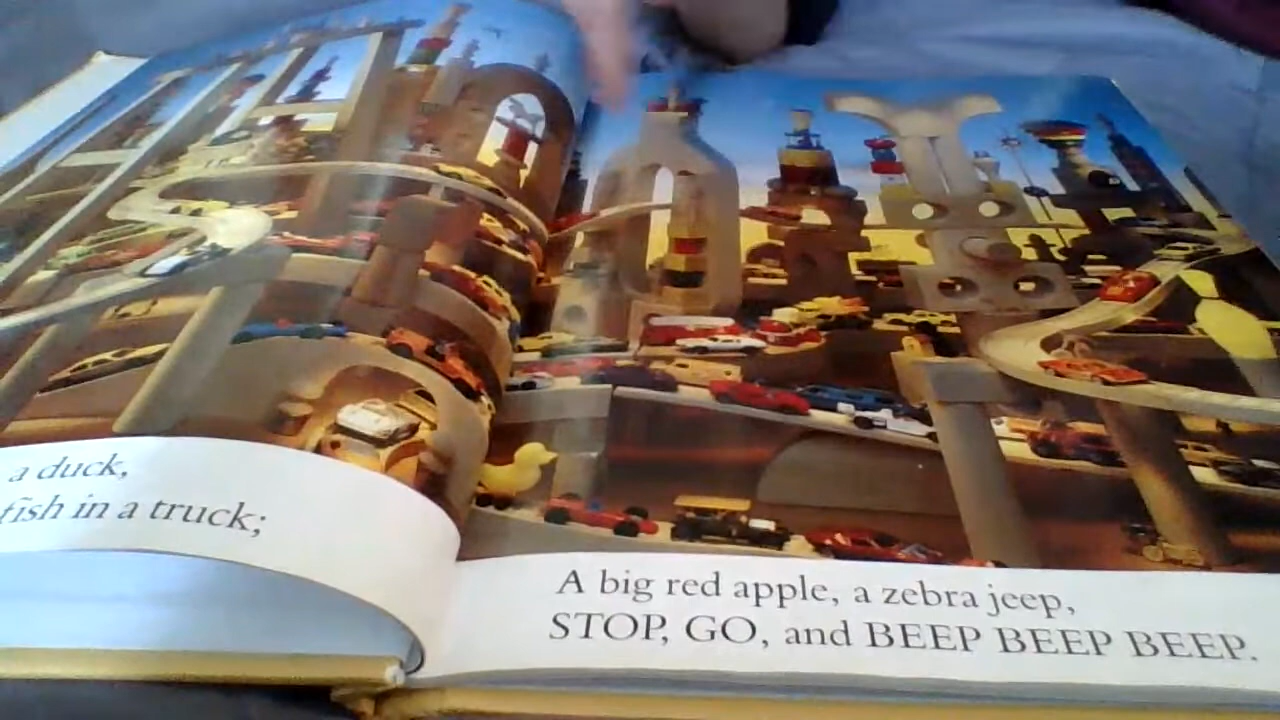 a duck,
fish in a truck;
A big red apple, a zebra jeep,
STOP, GO, and BEEP BEEP BEEP.